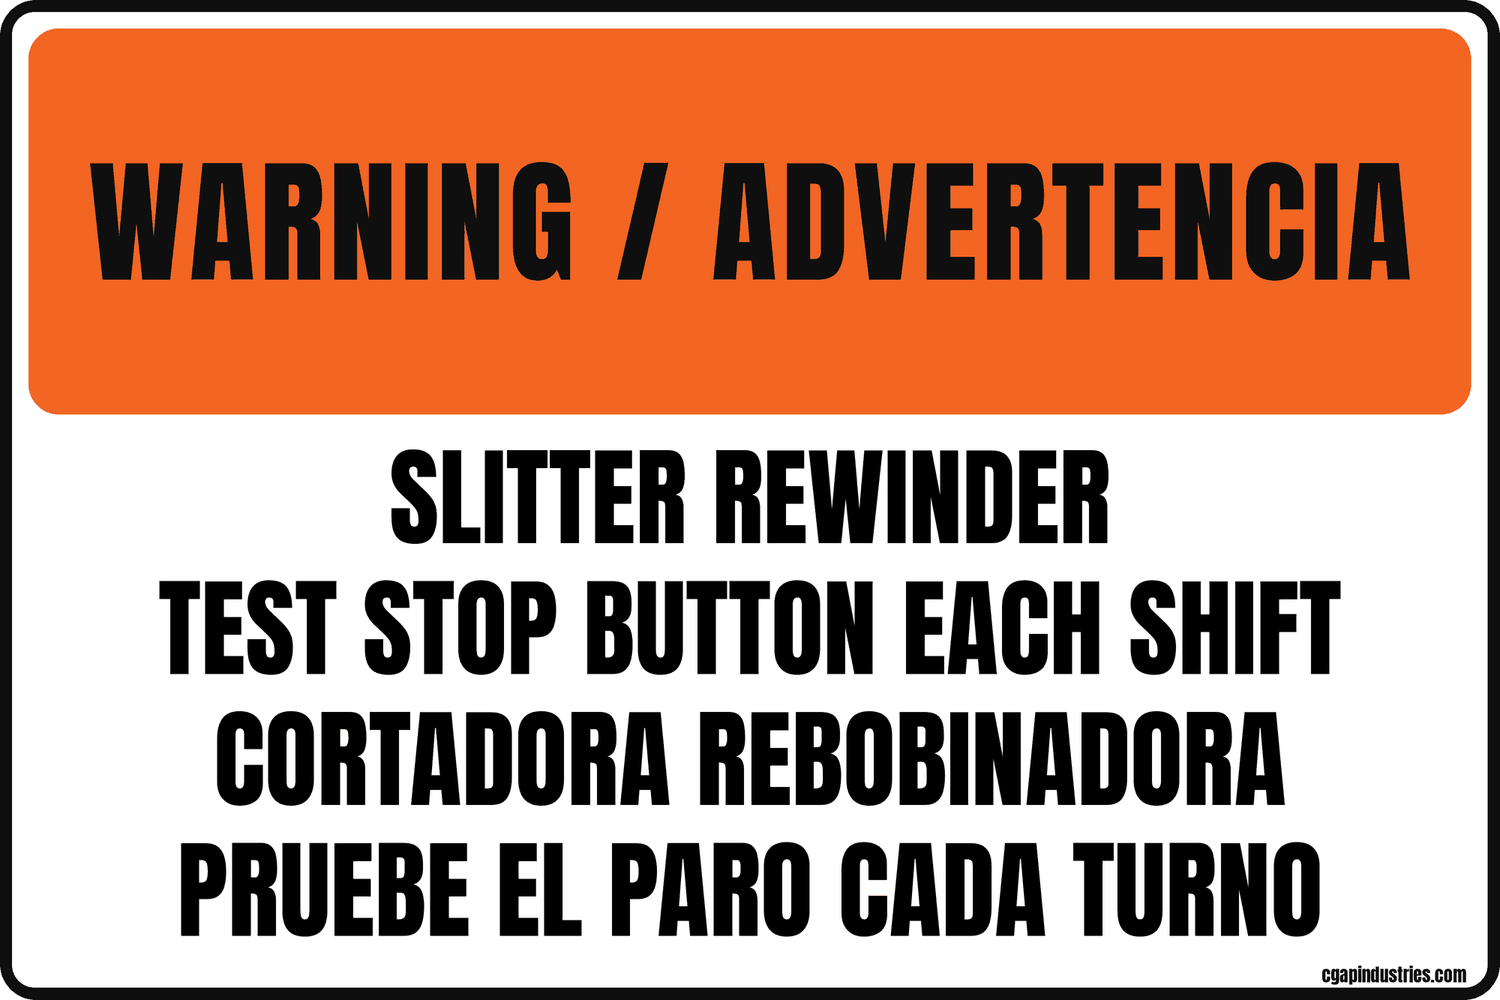 WARNING / ADVERTENCIA
SLITTER REWINDER
TEST STOP BUTTON EACH SHIFT
CORTADORA REBOBINADORA
PRUEBE EL PARO CADA TURNO
cgapindustries.com